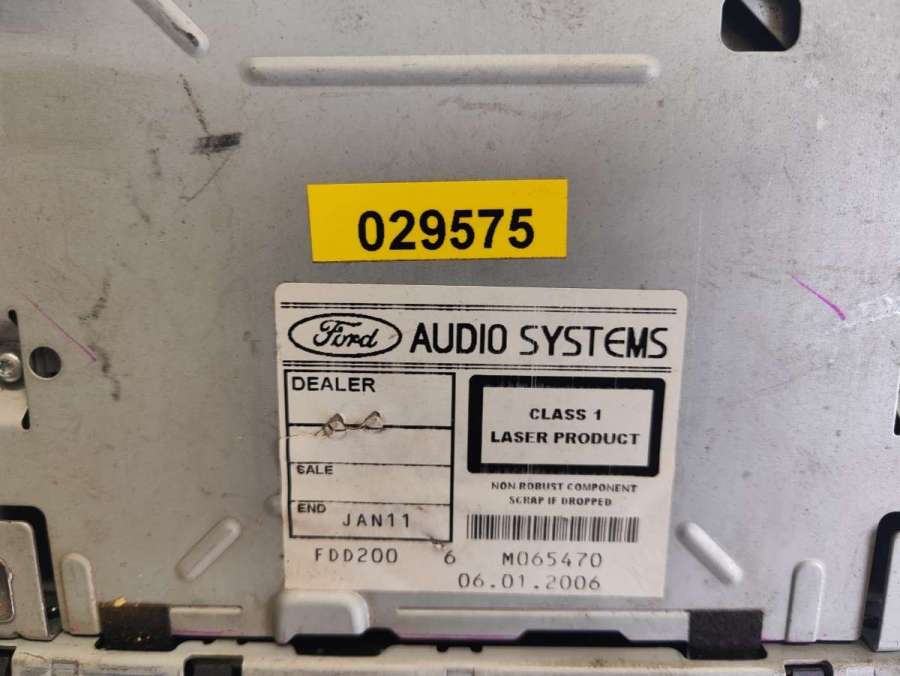 029575
Ford AUDIO SYSTEMS
DEALER
SALE
END JAN11
CLASS 1
LASER PRODUCT
NON ROBUST COMPONENT
SCRAP IF DROPPED
FDD200 6 M065470
06.01.2006